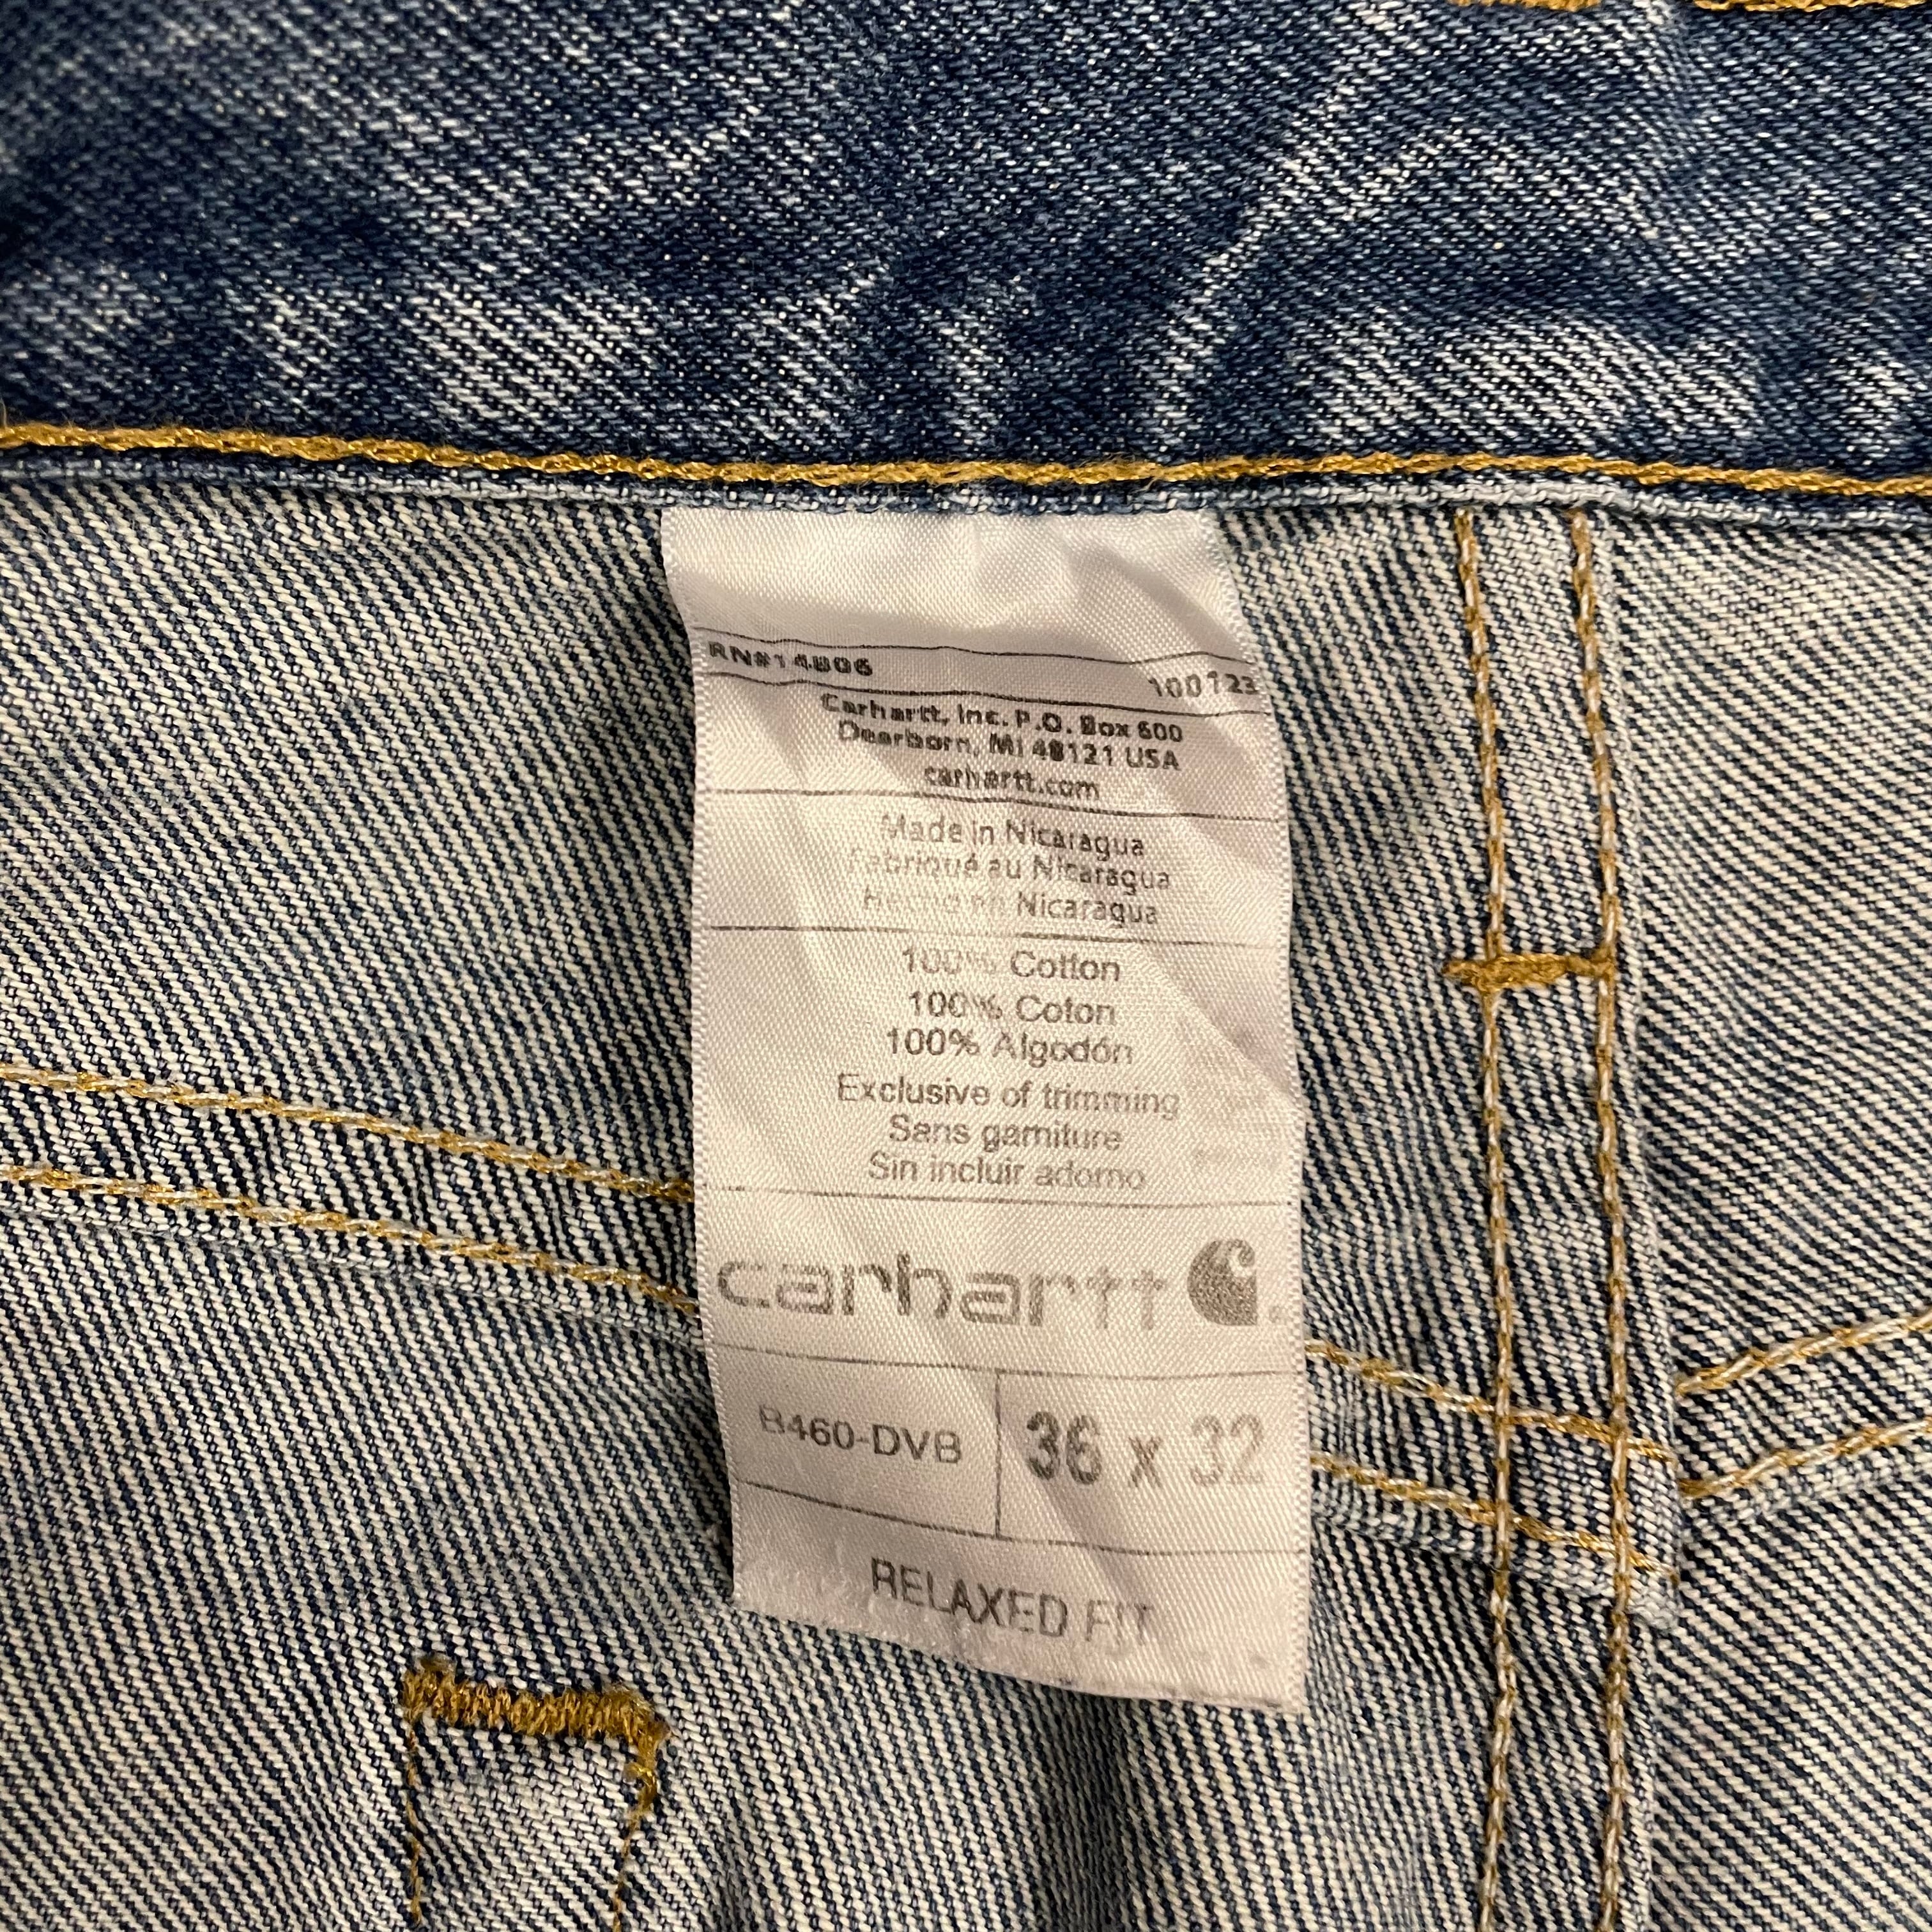 RN#14806 100123
Carhartt, Inc. P.O. Box 600
Dearborn, MI 48121 USA
carhartt.com
Made in Nicaragua
Fabriqué au Nicaragua
Hecho en Nicaragua
100% Cotton
100% Coton
100% Algodón
Exclusive of trimming
Sans garniture
Sin incluir adorno
carhartt
B460-DVB 36 x 32
RELAXED FIT